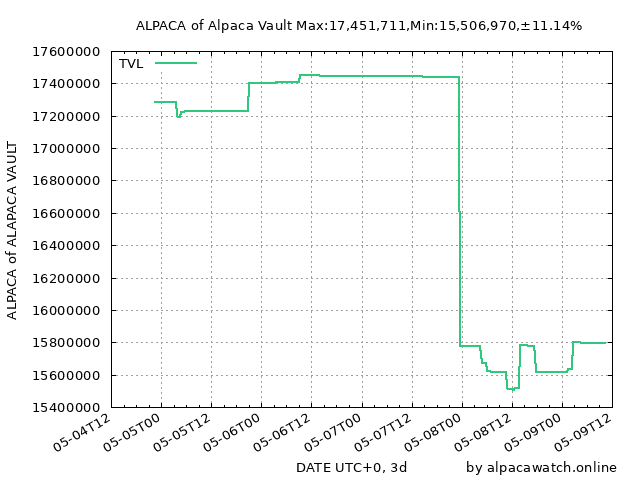 ALPACA of Alpaca Vault Max:17,451,711,Min:15,506,970,±11.14%
TVL
ALPACA of ALAPACA VAULT
17600000
17400000
17200000
17000000
16800000
16600000
16400000
16200000
16000000
15800000
15600000
15400000
05-04T12
05-05T00
05-05T12
05-06T00
05-06T12
05-07T00
05-07T12
05-08T00
05-08T12
05-09T00
05-09T12
DATE UTC+0, 3d
by alpacawatch.online